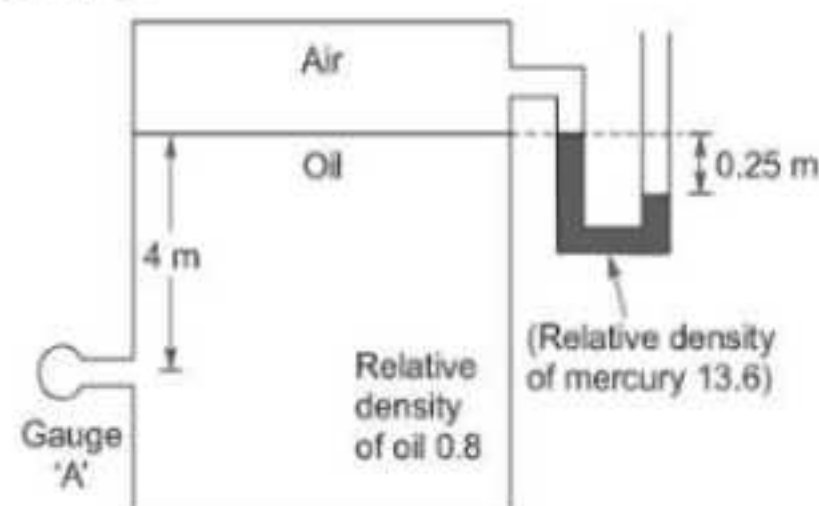 Air
Oil
0.25 m
4 m
(Relative density
of mercury 13.6)
Relative
density
of oil 0.8
Gauge
'A'